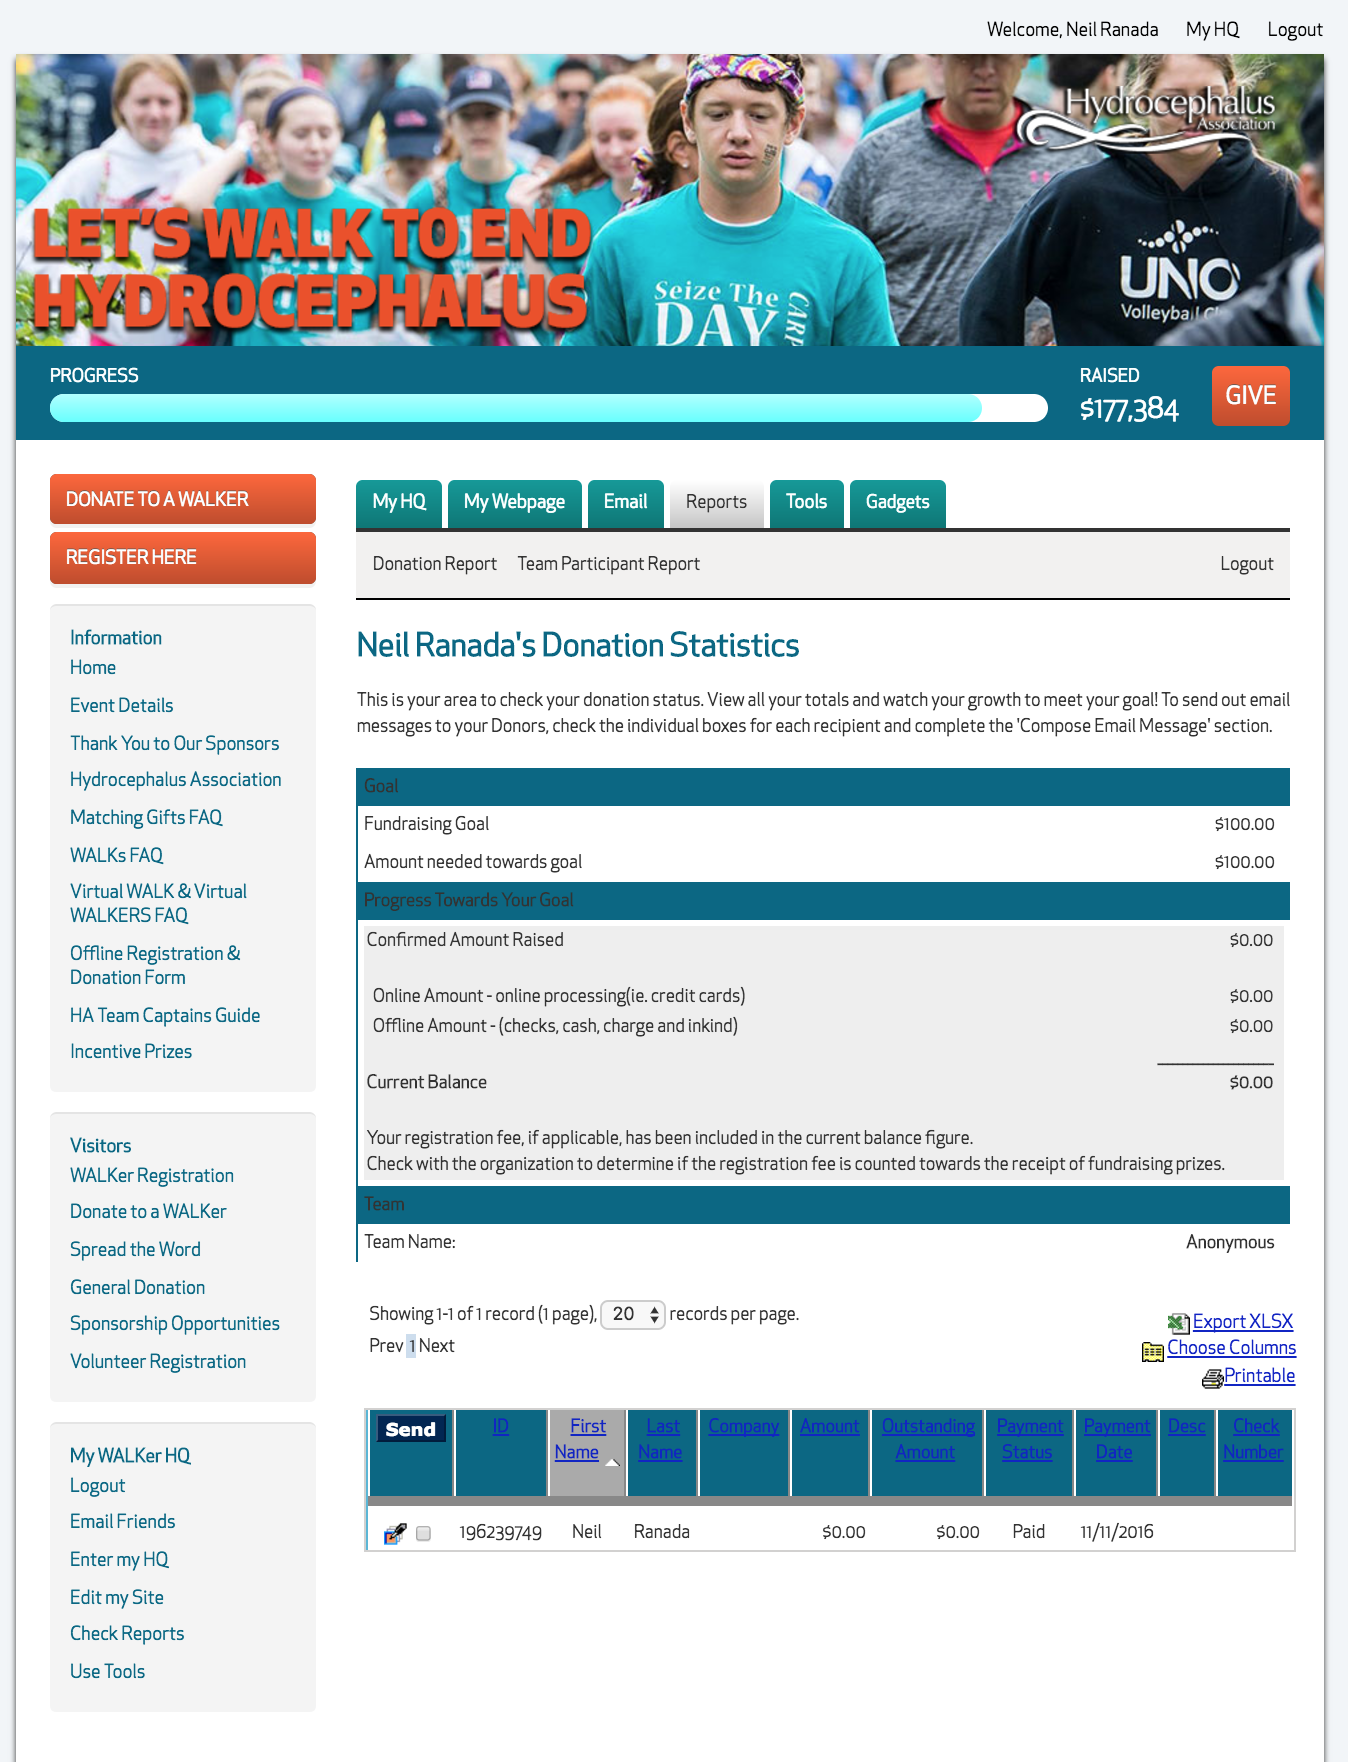 Welcome, Neil Ranada My HQ Logout
Hydrocephalus
Association
LET'S WALK TO END
HYDROCEPHALUS
Seize The
DAY
CARP
UNO
PROGRESS
RAISED
$177,384
GIVE
DONATE TO A WALKER
REGISTER HERE
Information
Home
Event Details
Thank You to Our Sponsors
Hydrocephalus Association
Matching Gifts FAQ
WALKs FAQ
Virtual WALK & Virtual
WALKERS FAQ
Offline Registration &
Donation Form
HA Team Captains Guide
Incentive Prizes
Visitors
WALKer Registration
Donate to a WALKer
Spread the Word
General Donation
Sponsorship Opportunities
Volunteer Registration
My WALKer HQ
Logout
Email Friends
Enter my HQ
Edit my Site
Check Reports
Use Tools
My HQ My Webpage Email Reports Tools Gadgets
Donation Report Team Participant Report Logout
Neil Ranada's Donation Statistics
This is your area to check your donation status. View all your totals and watch your growth to meet your goal! To send out email
messages to your Donors, check the individual boxes for each recipient and complete the 'Compose Email Message' section.
Goal
Fundraising Goal $100.00
Amount needed towards goal $100.00
Progress Towards Your Goal
Confirmed Amount Raised $0.00
Online Amount - online processing(ie. credit cards) $0.00
Offline Amount - (checks, cash, charge and inkind) $0.00
Current Balance $0.00
Your registration fee, if applicable, has been included in the current balance figure.
Check with the organization to determine if the registration fee is counted towards the receipt of fundraising prizes.
Team
Team Name: Anonymous
Showing 1-1 of 1 record (1 page), 20 records per page.
Prev 1 Next
Export XLSX
Choose Columns
Printable
Send ID First Name Last Name Company Amount Outstanding Amount Payment Status Payment Date Desc Check Number
196239749 Neil Ranada $0.00 $0.00 Paid 11/11/2016